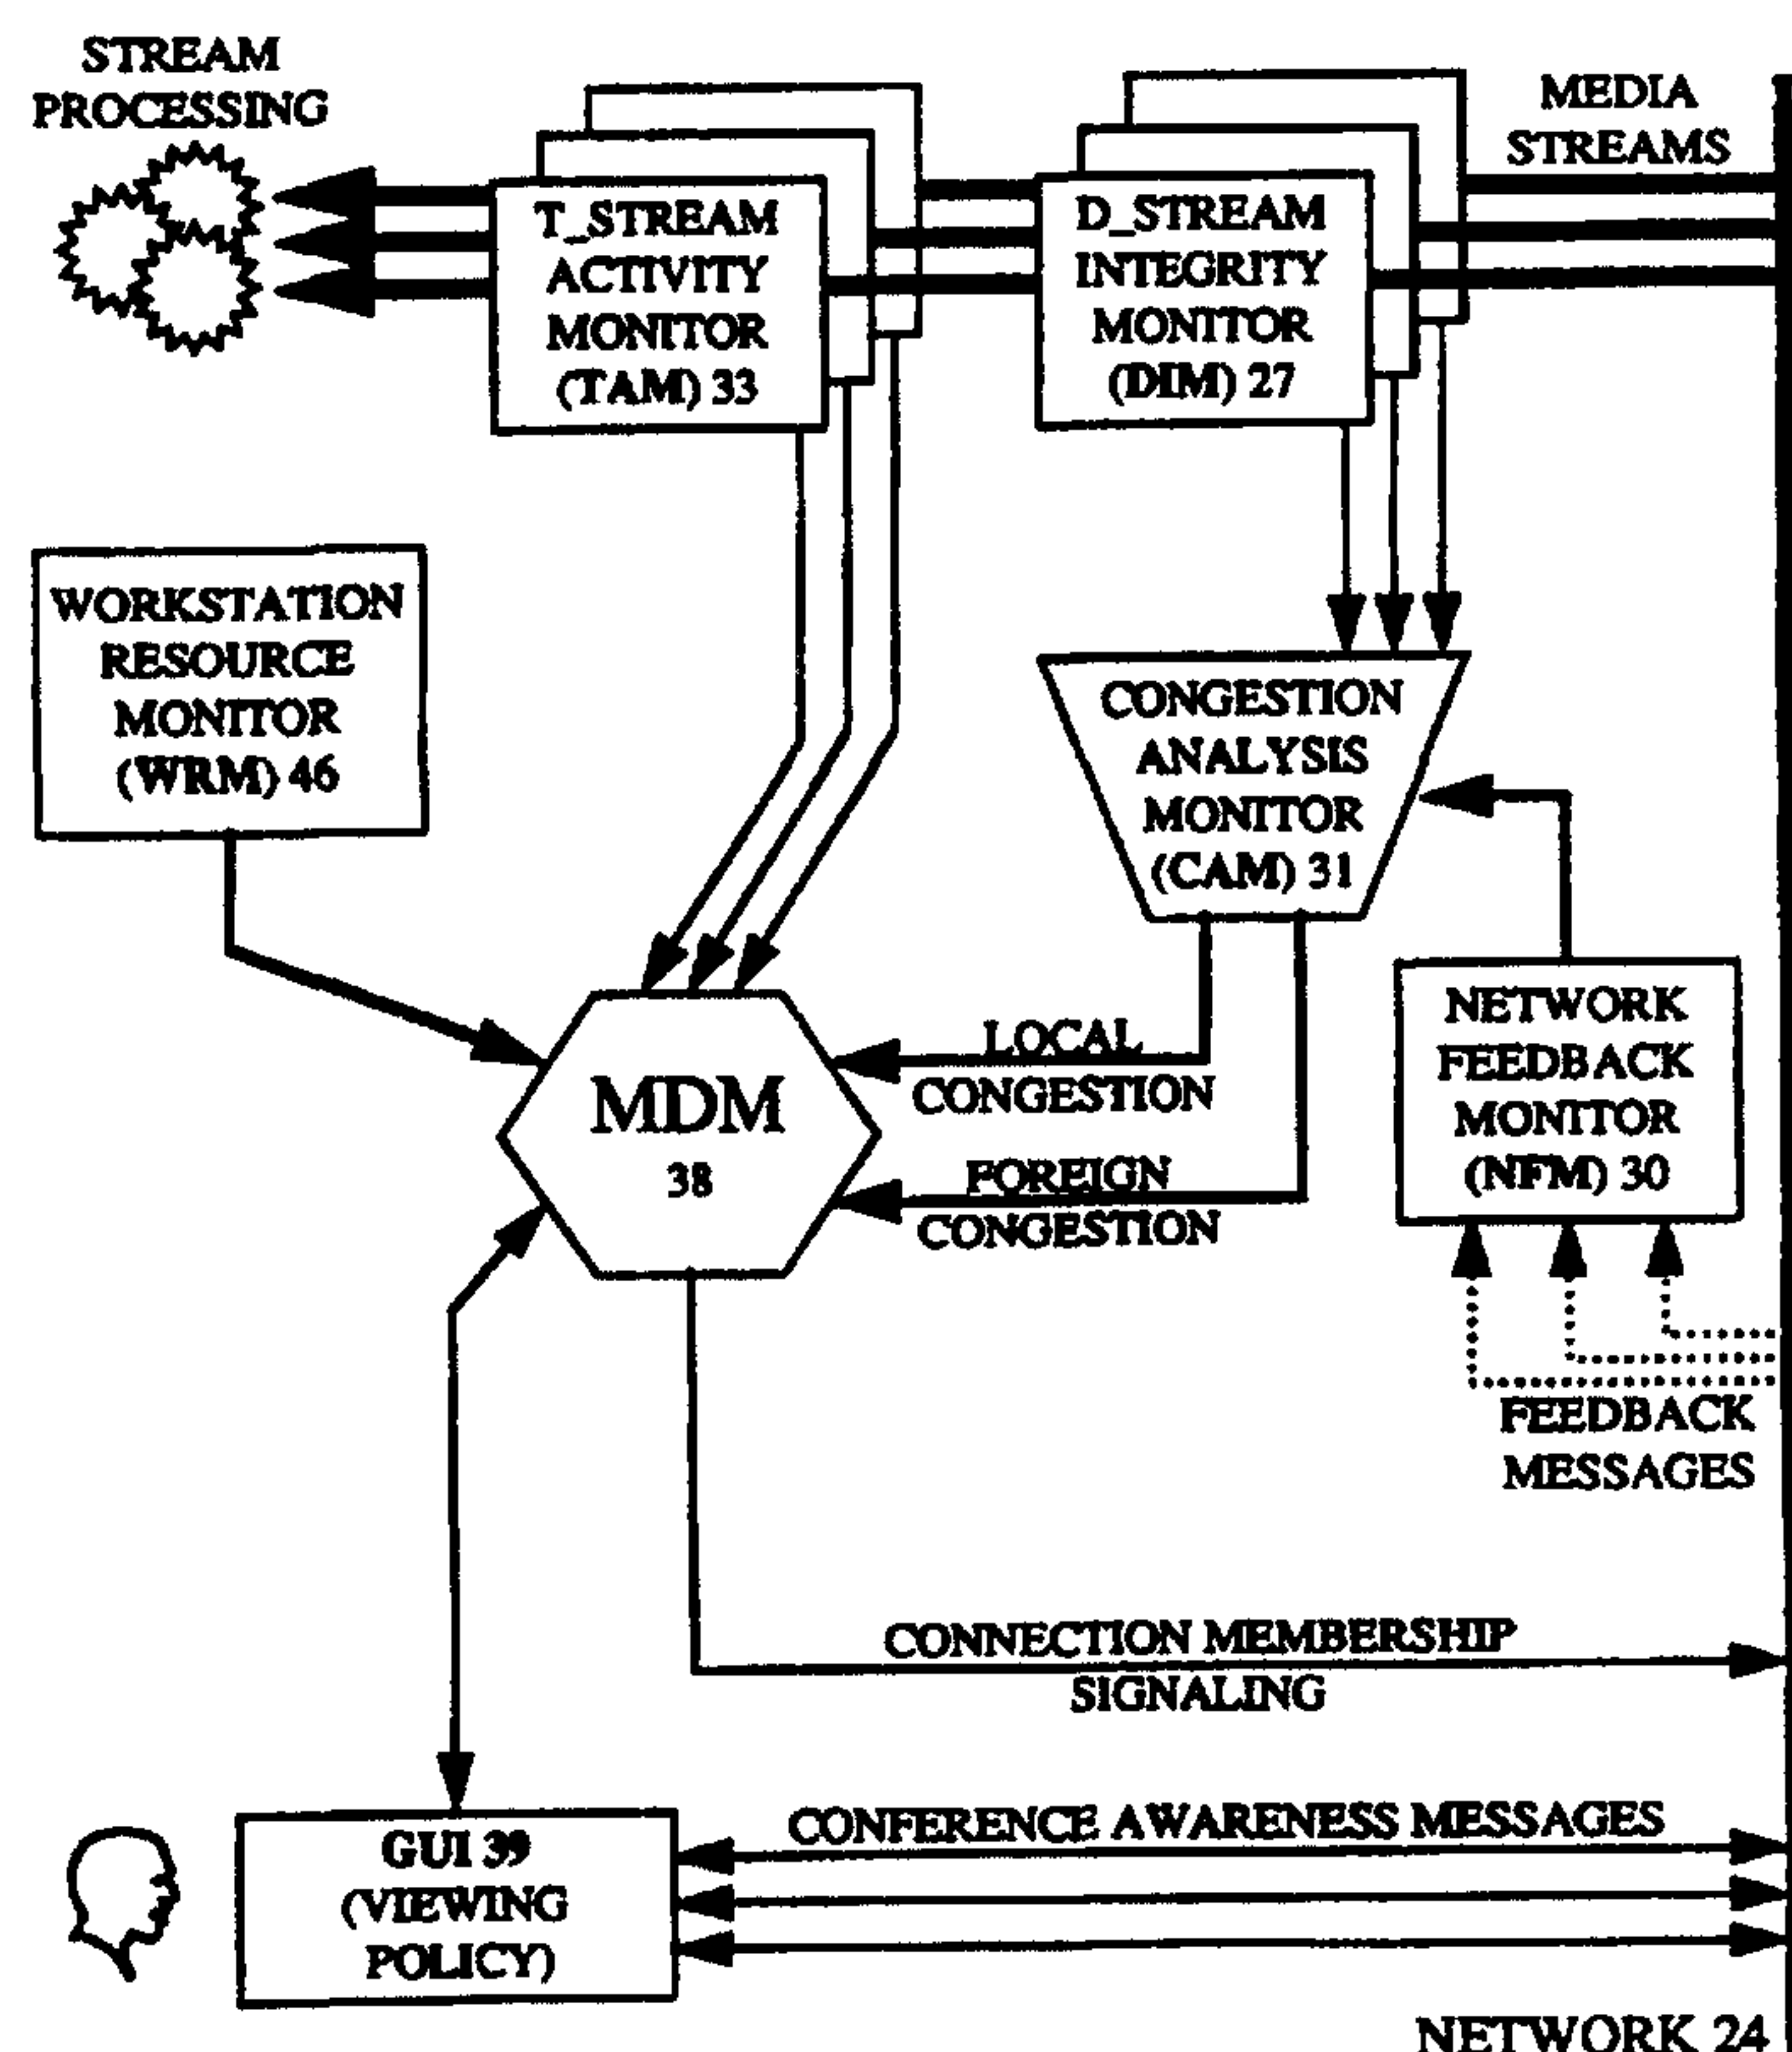 STREAM
PROCESSING
T_STREAM
ACTIVITY
MONITOR
(TAM) 33
D_STREAM
INTEGRITY
MONITOR
(DIM) 27
MEDIA
STREAMS
WORKSTATION
RESOURCE
MONITOR
(WRM) 46
CONGESTION
ANALYSIS
MONITOR
(CAM) 31
MDM
38
LOCAL
CONGESTION
FOREIGN
CONGESTION
NETWORK
FEEDBACK
MONITOR
(NFM) 30
FEEDBACK
MESSAGES
CONNECTION MEMBERSHIP
SIGNALING
GUI 39
(VIEWING
POLICY)
CONFERENCE AWARENESS MESSAGES
NETWORK 24